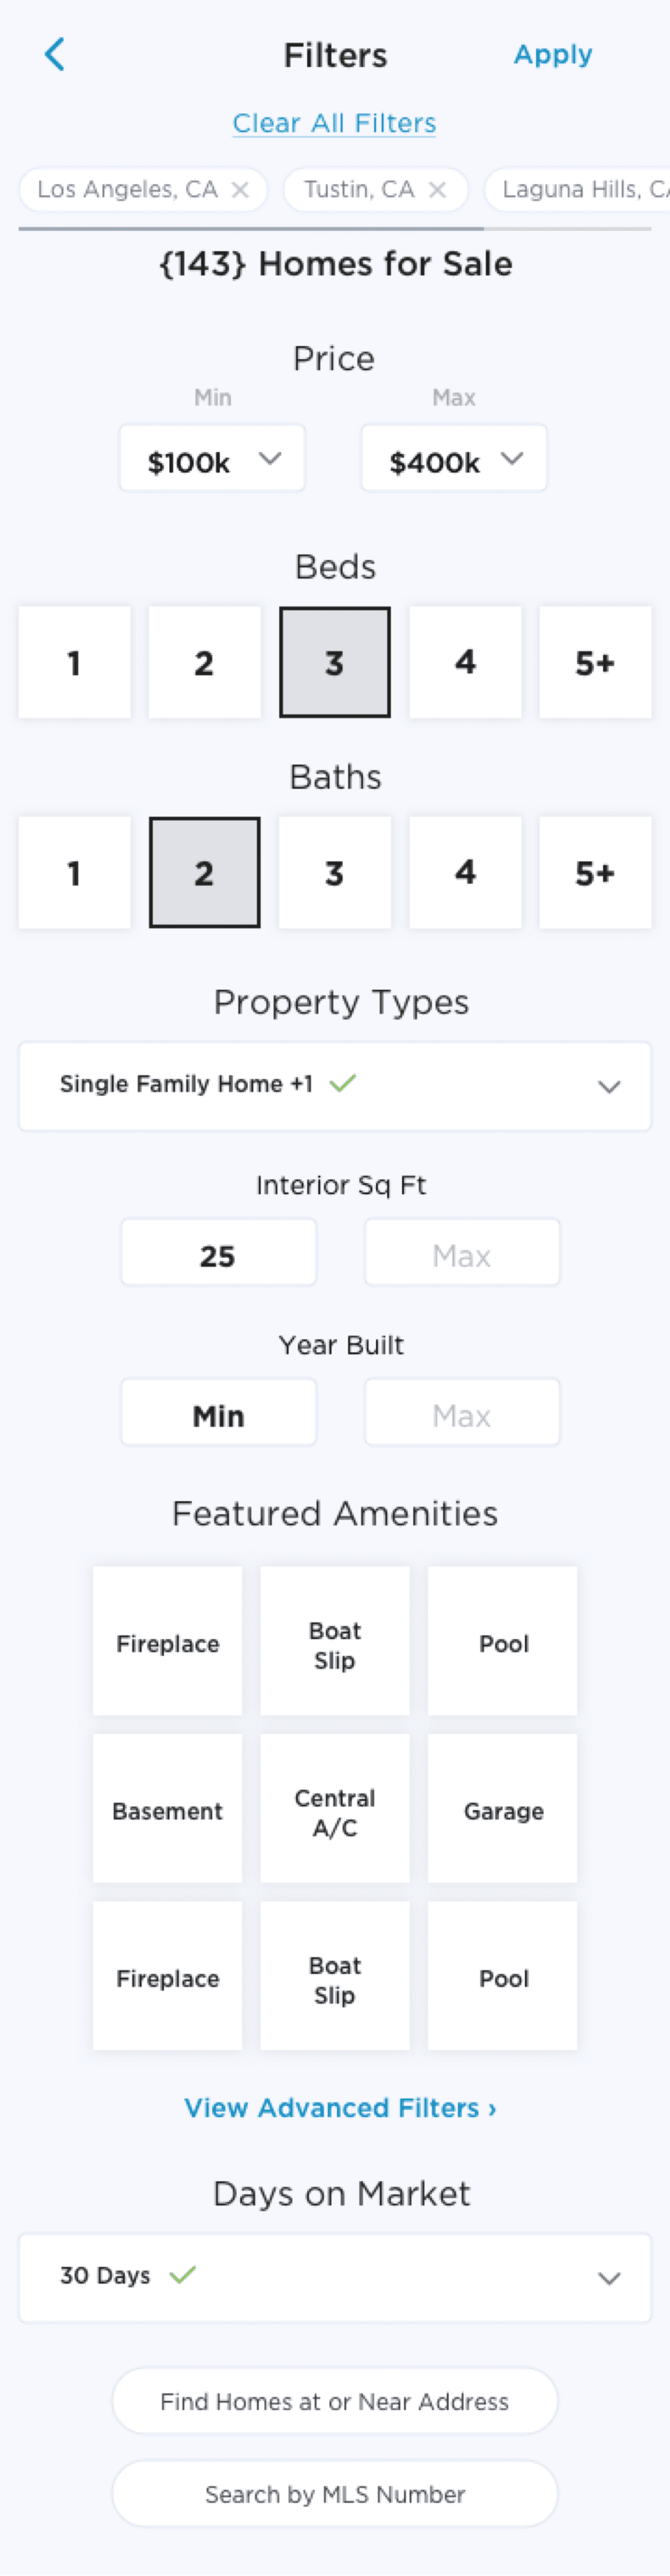 Filters Apply
Clear All Filters
Los Angeles, CA Tustin, CA Laguna Hills,
{143} Homes for Sale
Price
Min Max
$100k $400k
Beds
1 2 3 4 5+
Baths
1 2 3 4 5+
Property Types
Single Family Home +1
Interior Sq Ft
25 Max
Year Built
Min Max
Featured Amenities
Fireplace Boat Slip Pool
Basement Central A/C Garage
Fireplace Boat Slip Pool
View Advanced Filters ›
Days on Market
30 Days
Find Homes at or Near Address
Search by MLS Number